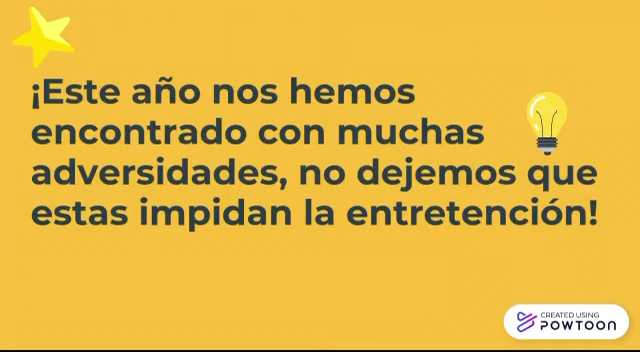 ¡Este año nos hemos
encontrado con muchas
adversidades, no dejemos que
estas impidan la entretención!
CREATED USING
POWTOON